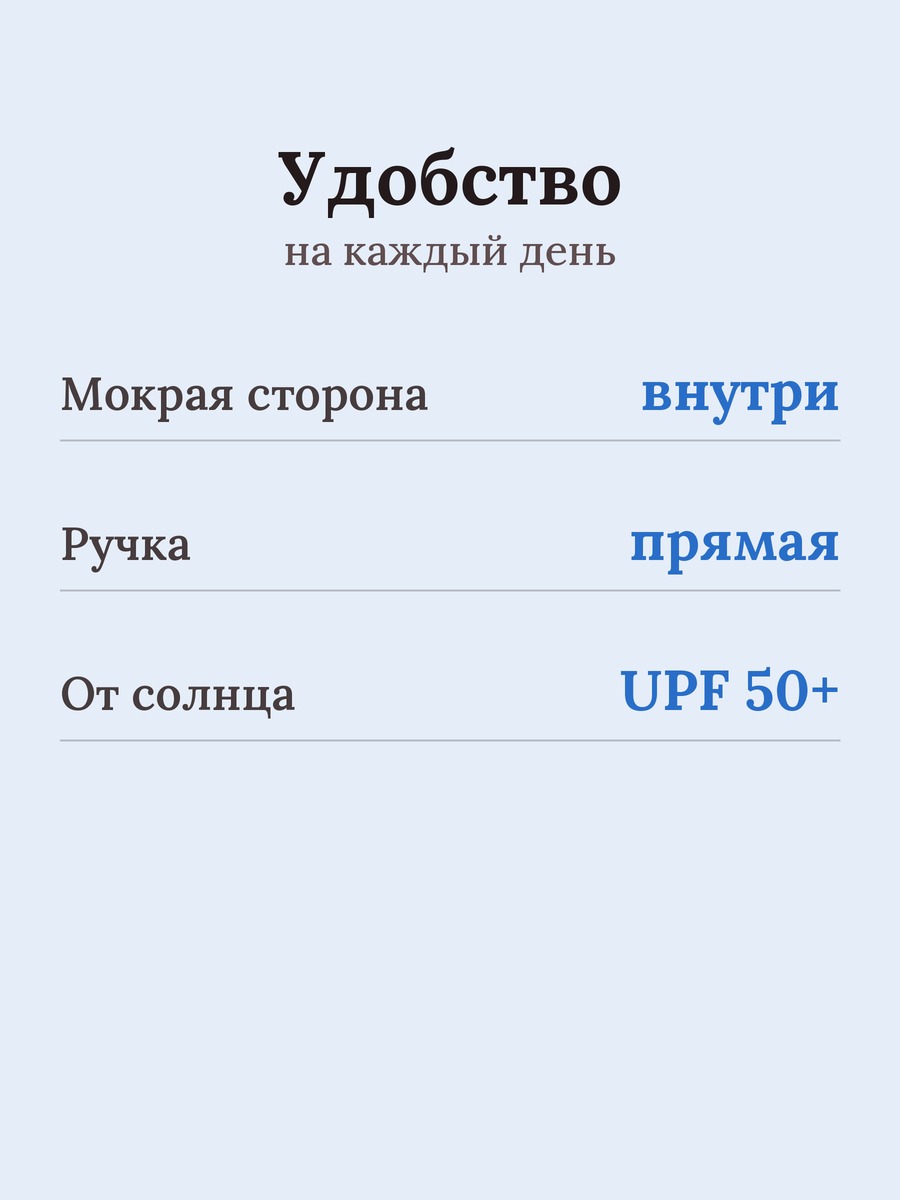 Удобство
на каждый день
Мокрая сторона внутри
Ручка прямая
От солнца UPF 50+